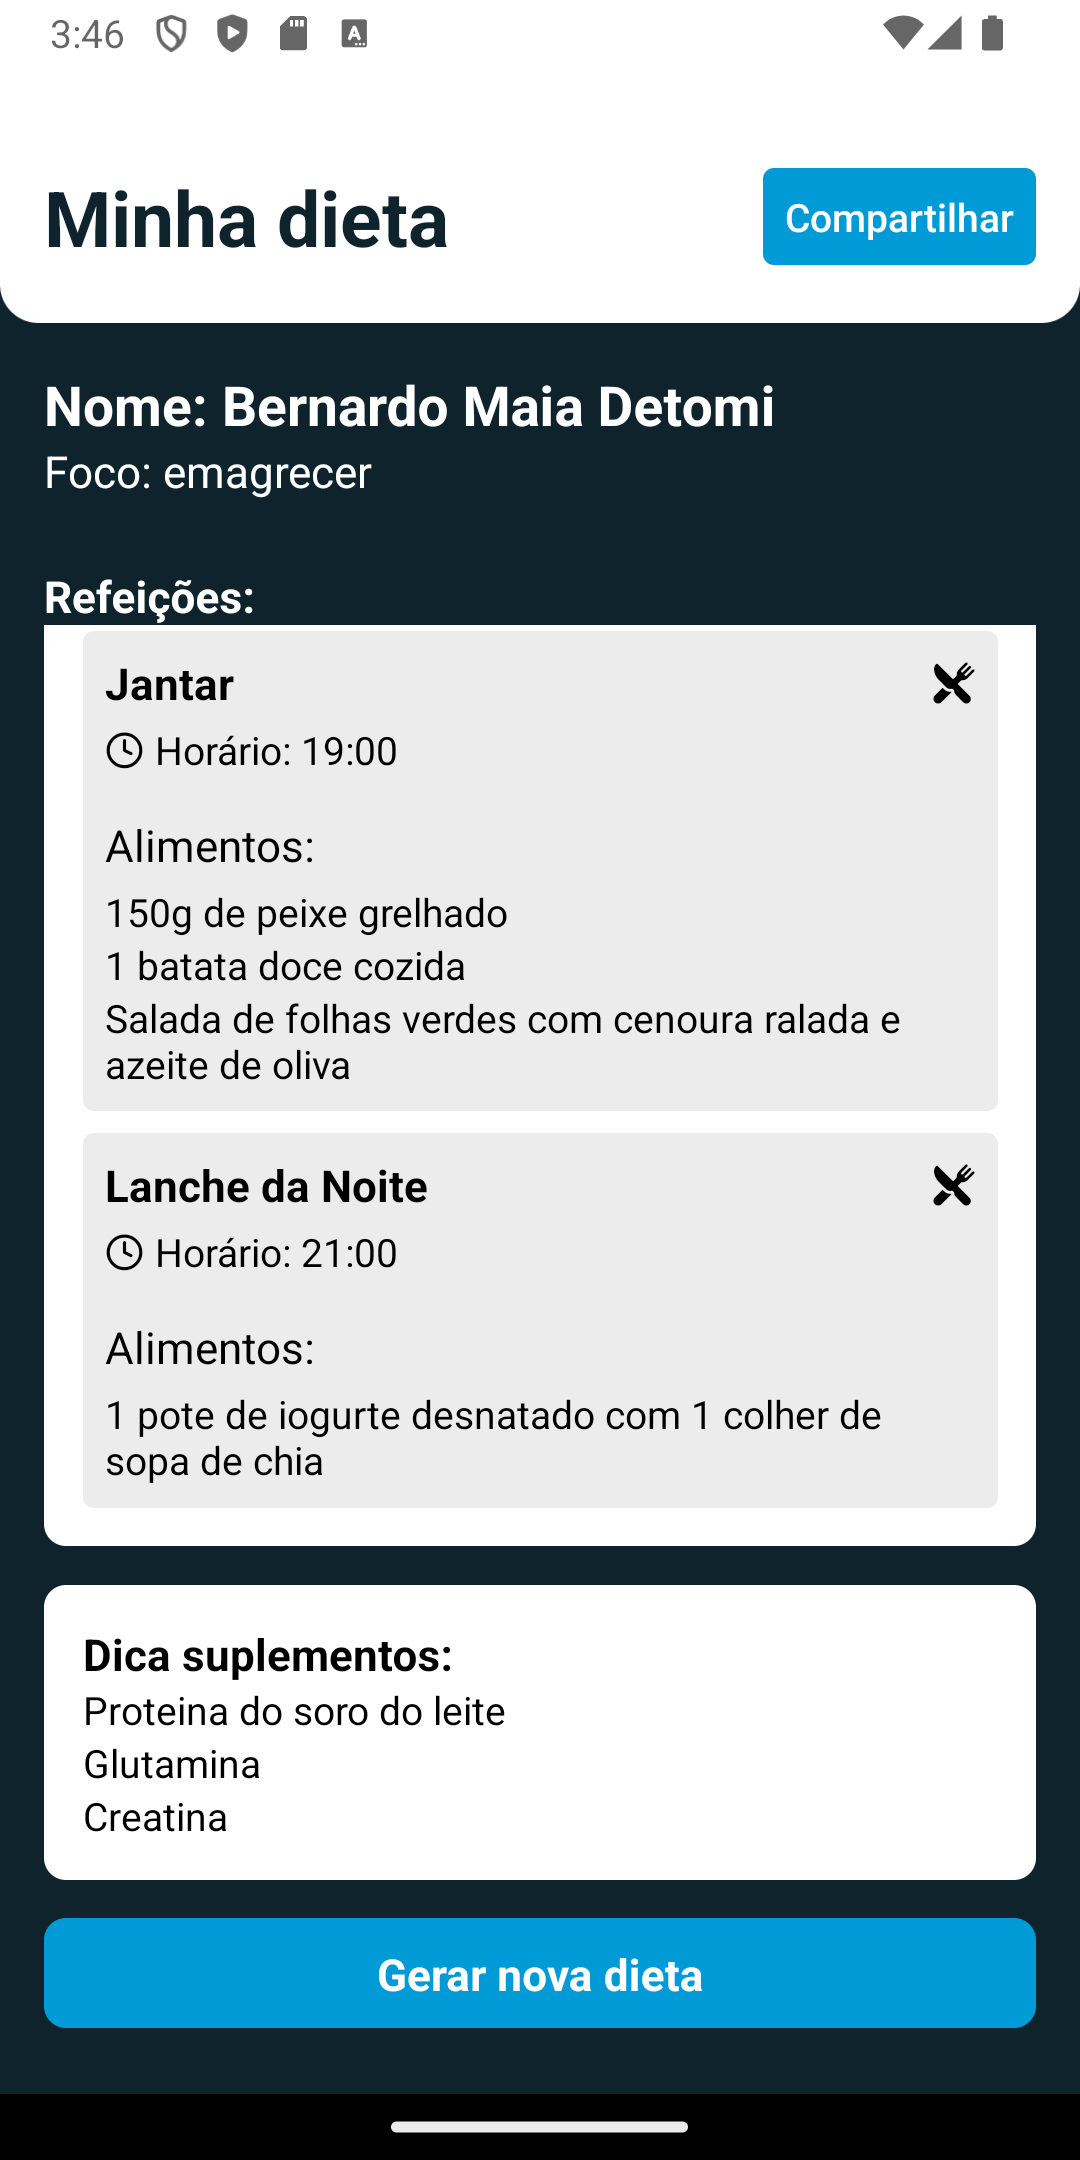 3:46
Minha dieta
Compartilhar
Nome: Bernardo Maia Detomi
Foco: emagrecer
Refeições:
Jantar
Horário: 19:00
Alimentos:
150g de peixe grelhado
1 batata doce cozida
Salada de folhas verdes com cenoura ralada e
azeite de oliva
Lanche da Noite
Horário: 21:00
Alimentos:
1 pote de iogurte desnatado com 1 colher de
sopa de chia
Dica suplementos:
Proteina do soro do leite
Glutamina
Creatina
Gerar nova dieta